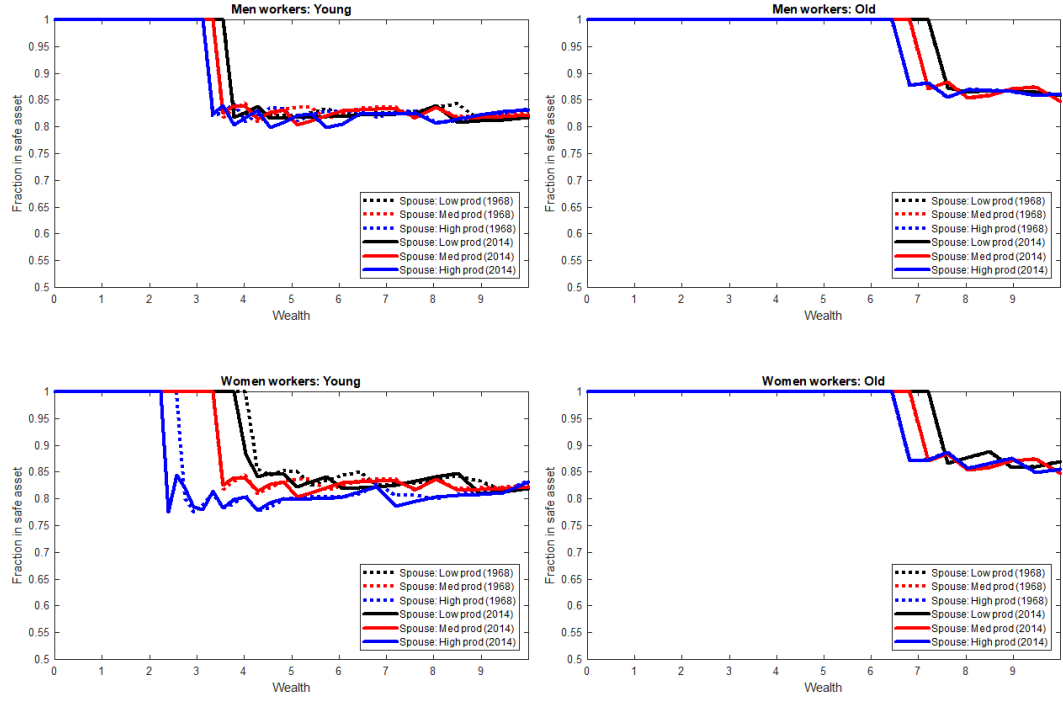 Men workers: Young
1
0.95
0.9
0.85
0.8
0.75
0.7
0.65
0.6
0.55
0.5
Fraction in safe asset
Spouse: Low prod (1968)
Spouse: Med prod (1968)
Spouse: High prod (1968)
Spouse: Low prod (2014)
Spouse: Med prod (2014)
Spouse: High prod (2014)
0 1 2 3 4 5 6 7 8 9
Wealth
Men workers: Old
1
0.95
0.9
0.85
0.8
0.75
0.7
0.65
0.6
0.55
0.5
Fraction in safe asset
Spouse: Low prod (1968)
Spouse: Med prod (1968)
Spouse: High prod (1968)
Spouse: Low prod (2014)
Spouse: Med prod (2014)
Spouse: High prod (2014)
0 1 2 3 4 5 6 7 8 9
Wealth
Women workers: Young
1
0.95
0.9
0.85
0.8
0.75
0.7
0.65
0.6
0.55
0.5
Fraction in safe asset
Spouse: Low prod (1968)
Spouse: Med prod (1968)
Spouse: High prod (1968)
Spouse: Low prod (2014)
Spouse: Med prod (2014)
Spouse: High prod (2014)
0 1 2 3 4 5 6 7 8 9
Wealth
Women workers: Old
1
0.95
0.9
0.85
0.8
0.75
0.7
0.65
0.6
0.55
0.5
Fraction in safe asset
Spouse: Low prod (1968)
Spouse: Med prod (1968)
Spouse: High prod (1968)
Spouse: Low prod (2014)
Spouse: Med prod (2014)
Spouse: High prod (2014)
0 1 2 3 4 5 6 7 8 9
Wealth